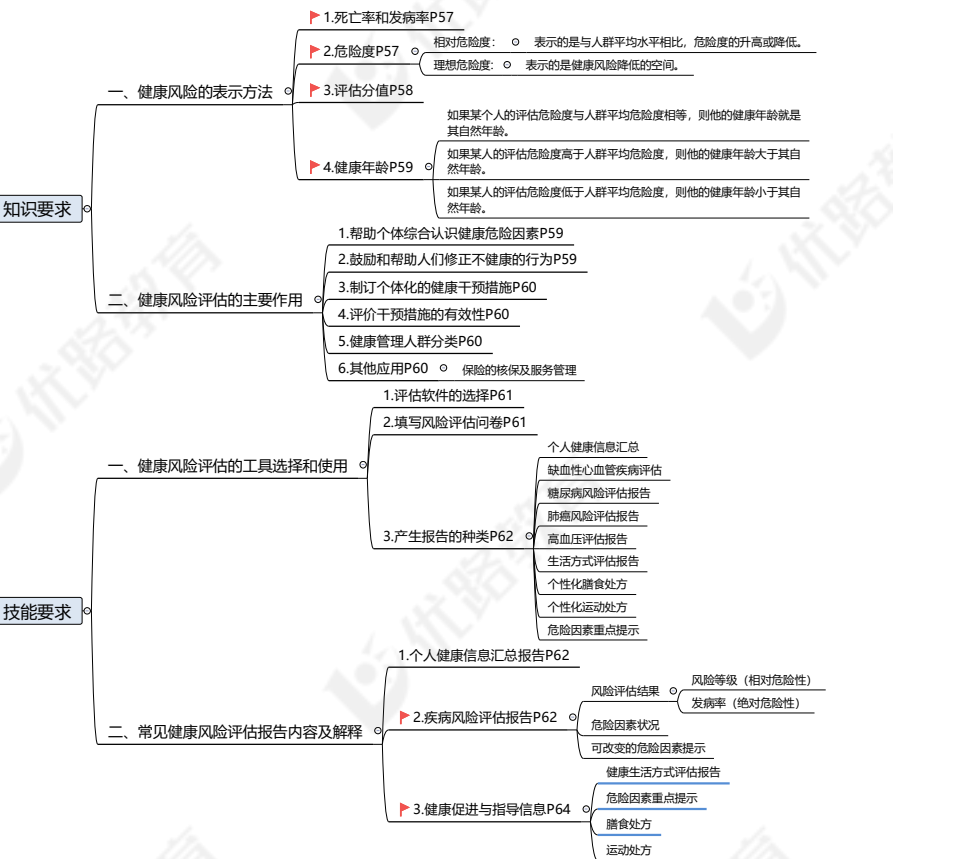 知识要求
一、健康风险的表示方法
1.死亡率和发病率P57
2.危险度P57
相对危险度：
表示的是与人群平均水平相比，危险度的升高或降低。
理想危险度：
表示的是健康风险降低的空间。
3.评估分值P58
4.健康年龄P59
如果某个人的评估危险度与人群平均危险度相等，则他的健康年龄就是
其自然年龄。
如果某人的评估危险度高于人群平均危险度，则他的健康年龄大于其自
然年龄。
如果某人的评估危险度低于人群平均危险度，则他的健康年龄小于其自
然年龄。
二、健康风险评估的主要作用
1.帮助个体综合认识健康危险因素P59
2.鼓励和帮助人们修正不健康的行为P59
3.制订个体化的健康干预措施P60
4.评价干预措施的有效性P60
5.健康管理人群分类P60
6.其他应用P60
保险的核保及服务管理
技能要求
一、健康风险评估的工具选择和使用
1.评估软件的选择P61
2.填写风险评估问卷P61
3.产生报告的种类P62
个人健康信息汇总
缺血性心血管疾病评估
糖尿病风险评估报告
肺癌风险评估报告
高血压评估报告
生活方式评估报告
个性化膳食处方
个性化运动处方
危险因素重点提示
二、常见健康风险评估报告内容及解释
1.个人健康信息汇总报告P62
2.疾病风险评估报告P62
风险评估结果
风险等级（相对危险性）
发病率（绝对危险性）
危险因素状况
可改变的危险因素提示
3.健康促进与指导信息P64
健康生活方式评估报告
危险因素重点提示
膳食处方
运动处方
优路教育
优路教育
优路教育